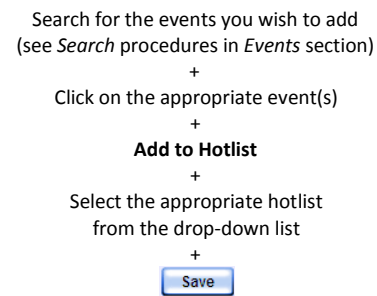 Search for the events you wish to add
(see Search procedures in Events section)
+
Click on the appropriate event(s)
+
Add to Hotlist
+
Select the appropriate hotlist
from the drop-down list
+
Save